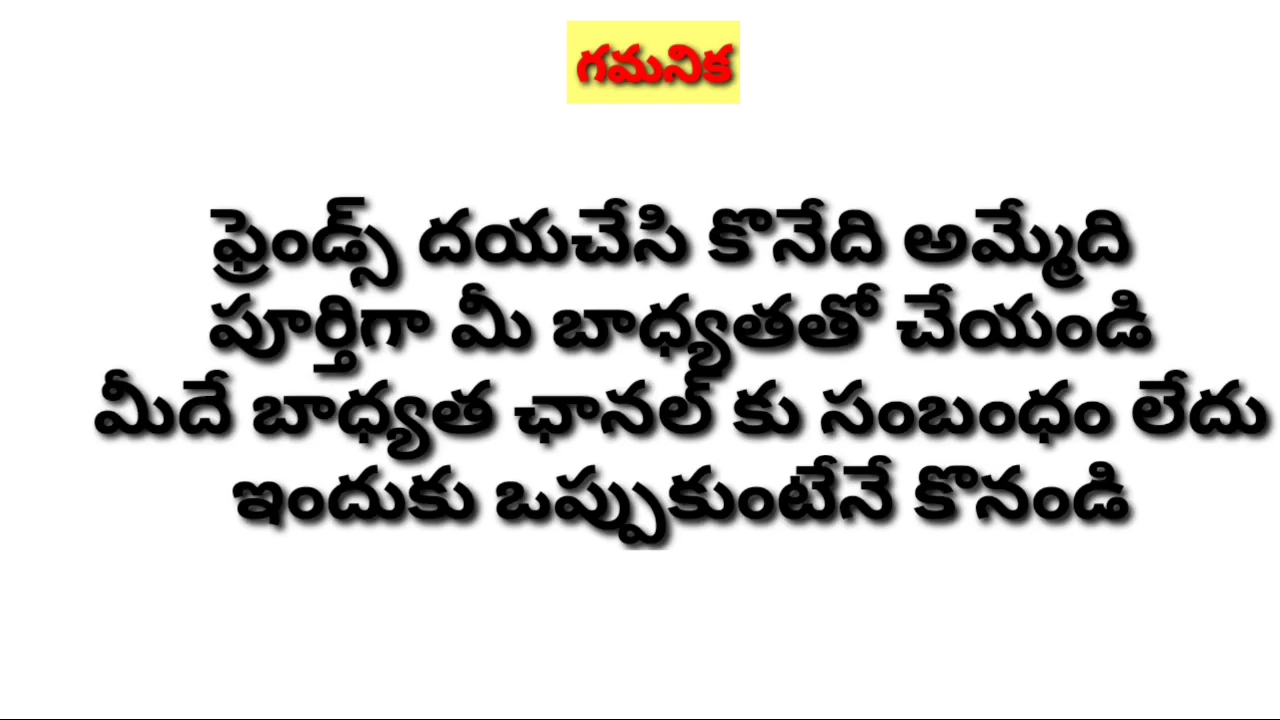 గమనిక
ఫ్రెండ్స్ దయచేసి కొనేది అమ్మేది
పూర్తిగా మీ బాధ్యతతో చేయండి
మీదే బాధ్యత ఛానల్ కు సంబంధం లేదు
ఇందుకు ఒప్పుకుంటేనే కొనండి